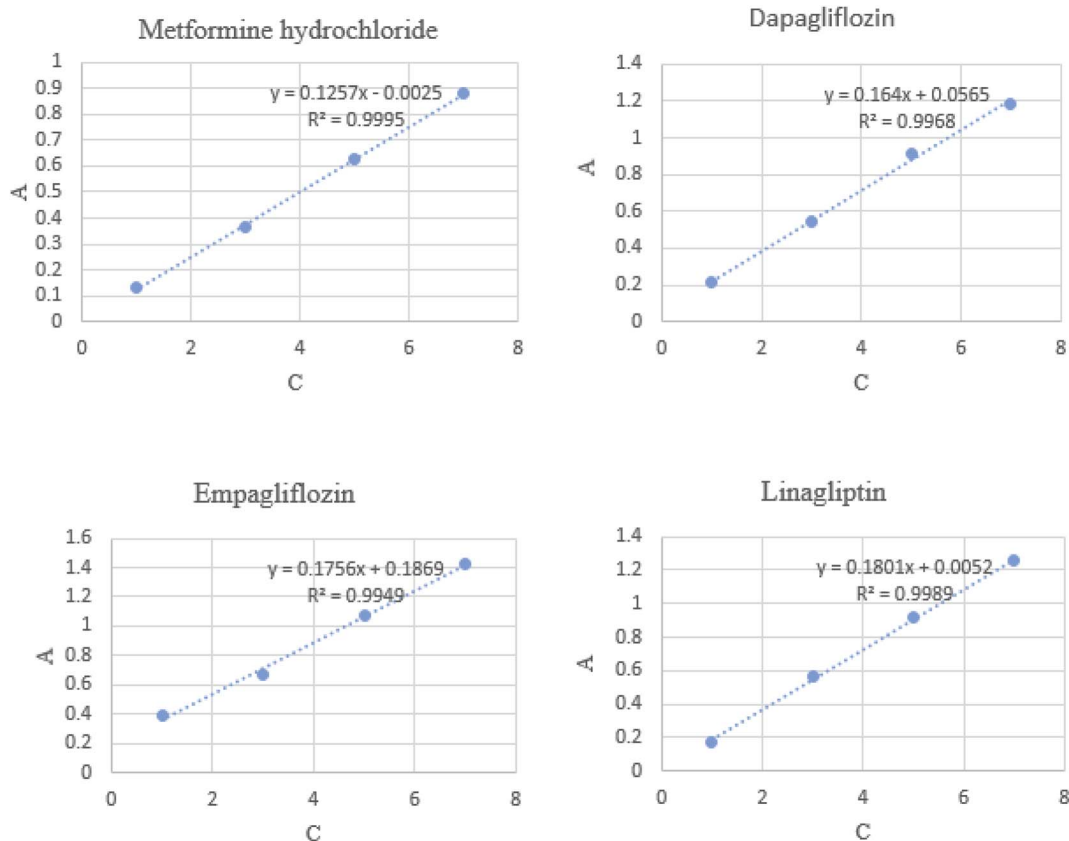 Metformine hydrochloride
1
0.9
0.8
0.7
0.6
0.5
0.4
0.3
0.2
0.1
0
A
y = 0.1257x - 0.0025
R² = 0.9995
0 2 4 6 8
C
Dapagliflozin
1.4
1.2
1
0.8
0.6
0.4
0.2
0
A
y = 0.164x + 0.0565
R² = 0.9968
0 2 4 6 8
C
Empagliflozin
1.6
1.4
1.2
1
0.8
0.6
0.4
0.2
0
A
y = 0.1756x + 0.1869
R² = 0.9949
0 2 4 6 8
C
Linagliptin
1.4
1.2
1
0.8
0.6
0.4
0.2
0
A
y = 0.1801x + 0.0052
R² = 0.9989
0 2 4 6 8
C